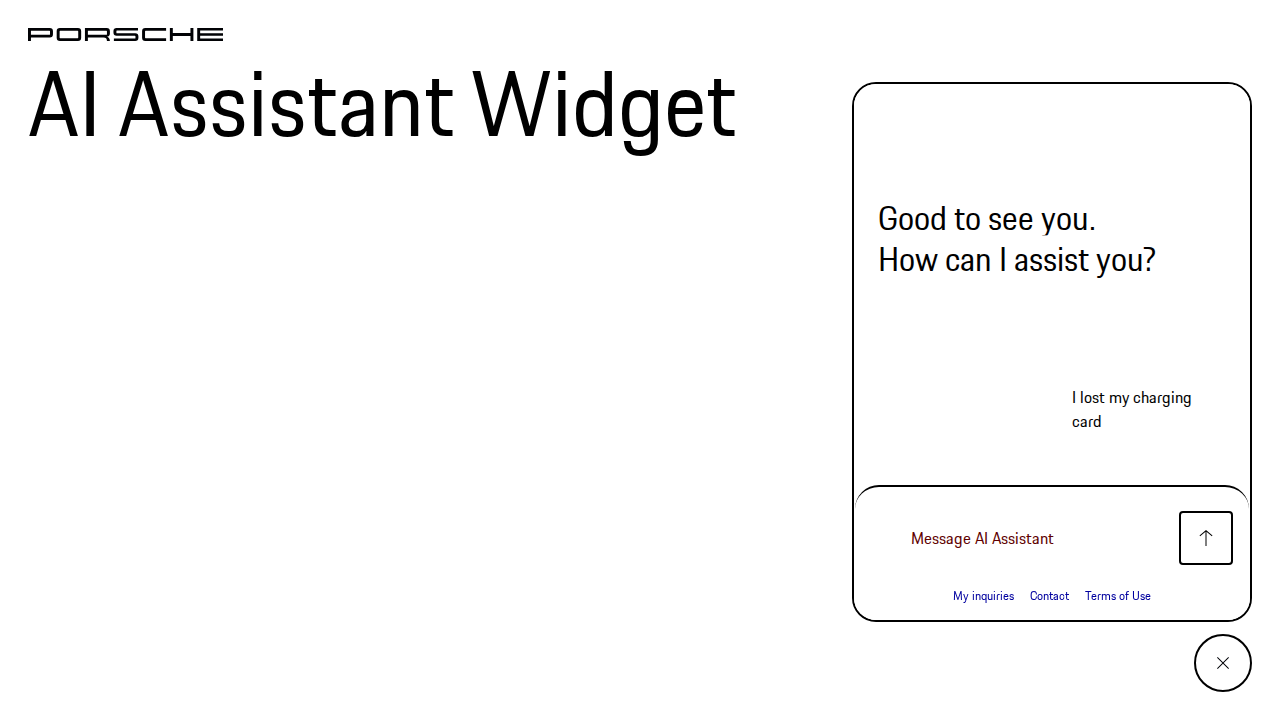 PORSCHE
AI Assistant Widget
Good to see you.
How can I assist you?
I lost my charging
card
Message AI Assistant
My inquiries Contact Terms of Use